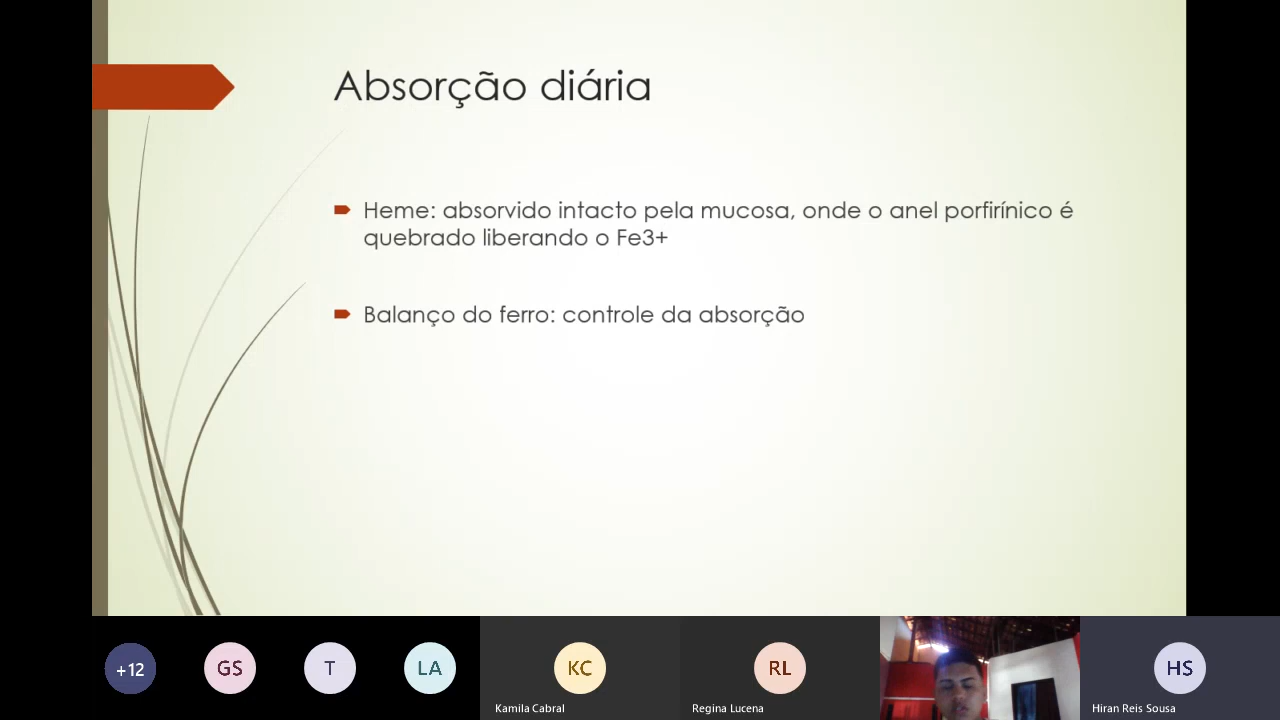 Absorção diária
Heme: absorvido intacto pela mucosa, onde o anel porfirínico é
quebrado liberando o Fe3+
Balanço do ferro: controle da absorção
+12
GS
T
LA
KC
RL
HS
Kamila Cabral
Regina Lucena
Hiran Reis Sousa